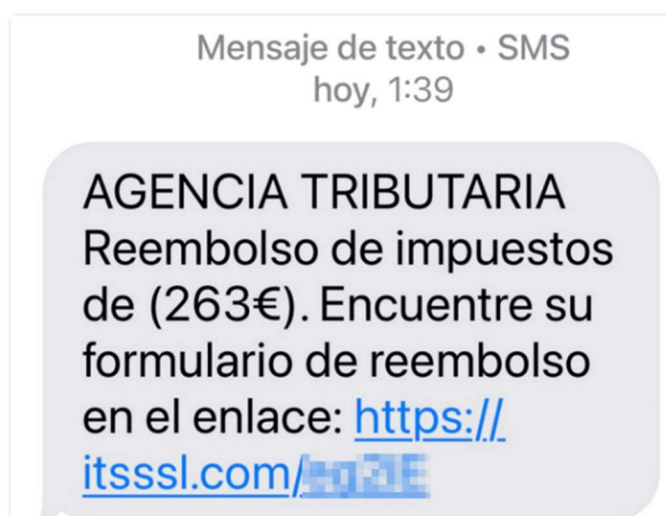 Mensaje de texto • SMS
hoy, 1:39
AGENCIA TRIBUTARIA
Reembolso de impuestos
de (263€). Encuentre su
formulario de reembolso
en el enlace: https://
itsssl.com/